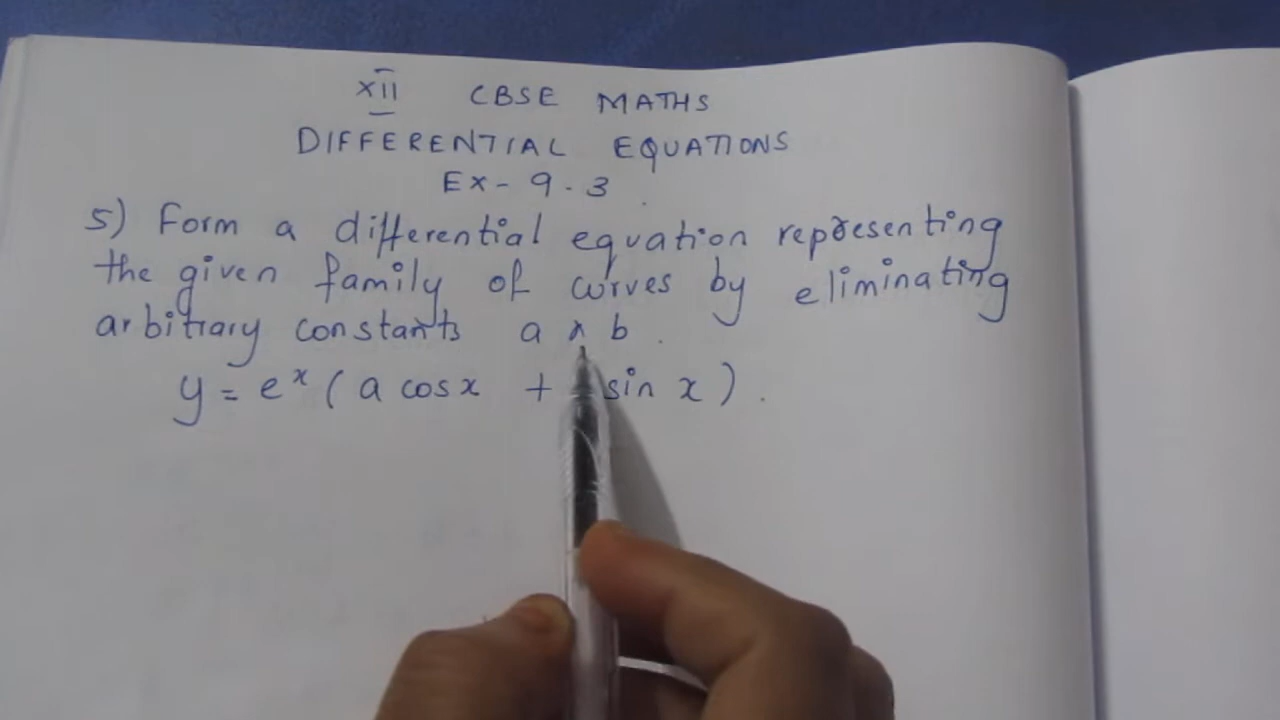 XII CBSE MATHS
DIFFERENTIAL EQUATIONS
Ex - 9.3
5) Form a differential equation representing
the given family of curves by eliminating
arbitrary constants a & b.
y = e^x (a cos x + sin x).